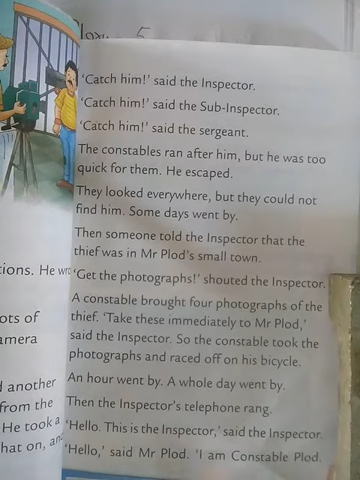 'Catch him!' said the Inspector.
'Catch him!' said the Sub-Inspector.
'Catch him!' said the sergeant.
The constables ran after him, but he was too
quick for them. He escaped.
They looked everywhere, but they could not
find him. Some days went by.
Then someone told the Inspector that the
thief was in Mr Plod's small town.
'Get the photographs!' shouted the Inspector.
A constable brought four photographs of the
thief. 'Take these immediately to Mr Plod,'
said the Inspector. So the constable took the
photographs and raced off on his bicycle.
An hour went by. A whole day went by.
Then the Inspector's telephone rang.
'Hello. This is the Inspector,' said the Inspector.
'Hello,' said Mr Plod. 'I am Constable Plod.
tions. He
ots of
amera
d another
from the
He took a
hat on, and
5